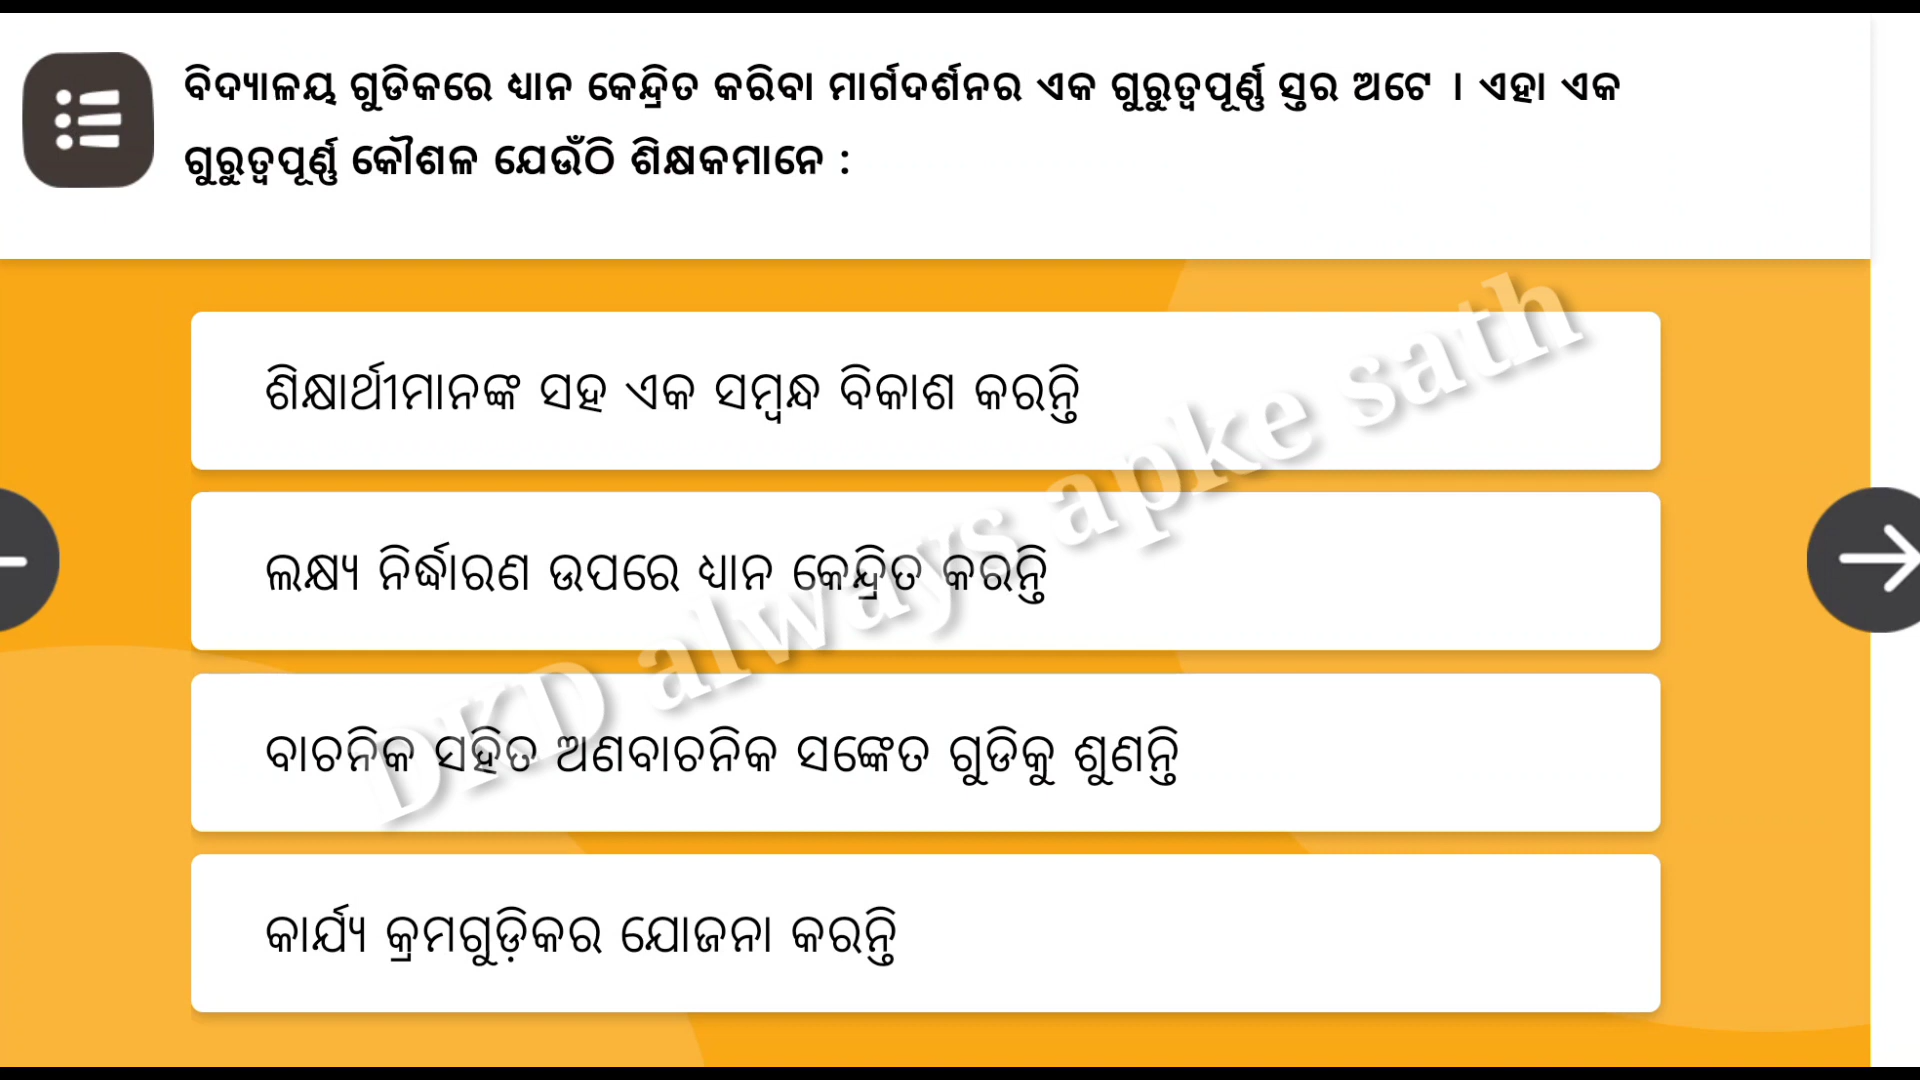 ବିଦ୍ୟାଳୟ ଗୁଡିକରେ ଧ୍ୟାନ କେନ୍ଦ୍ରିତ କରିବା ମାର୍ଗଦର୍ଶନର ଏକ ଗୁରୁତ୍ୱପୂର୍ଣ୍ଣ ସ୍ତର ଅଟେ । ଏହା ଏକ
ଗୁରୁତ୍ୱପୂର୍ଣ୍ଣ କୌଶଳ ଯେଉଁଠି ଶିକ୍ଷକମାନେ :
ଶିକ୍ଷାର୍ଥୀମାନଙ୍କ ସହ ଏକ ସମ୍ବନ୍ଧ ବିକାଶ କରନ୍ତି
ଲକ୍ଷ୍ୟ ନିର୍ଦ୍ଧାରଣ ଉପରେ ଧ୍ୟାନ କେନ୍ଦ୍ରିତ କରନ୍ତି
ବାଚନିକ ସହିତ ଅଣବାଚନିକ ସଙ୍କେତ ଗୁଡିକୁ ଶୁଣନ୍ତି
କାର୍ଯ୍ୟ କ୍ରମଗୁଡ଼ିକର ଯୋଜନା କରନ୍ତି
DKD always apke sath